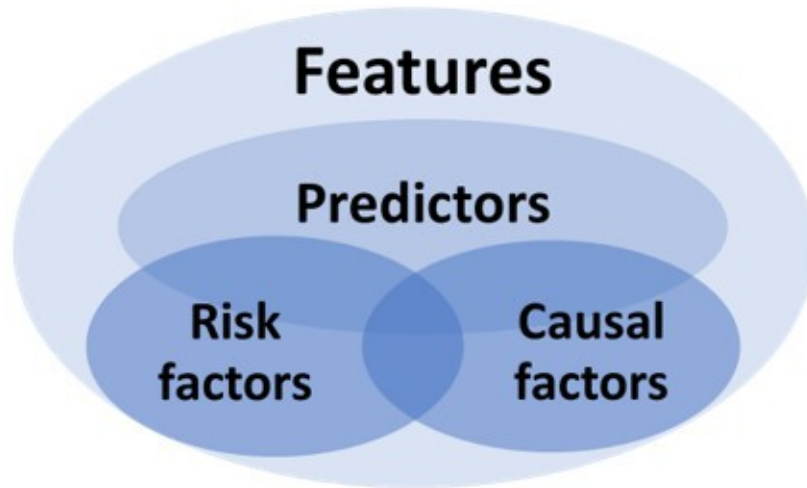 Features
Predictors
Risk
factors
Causal
factors